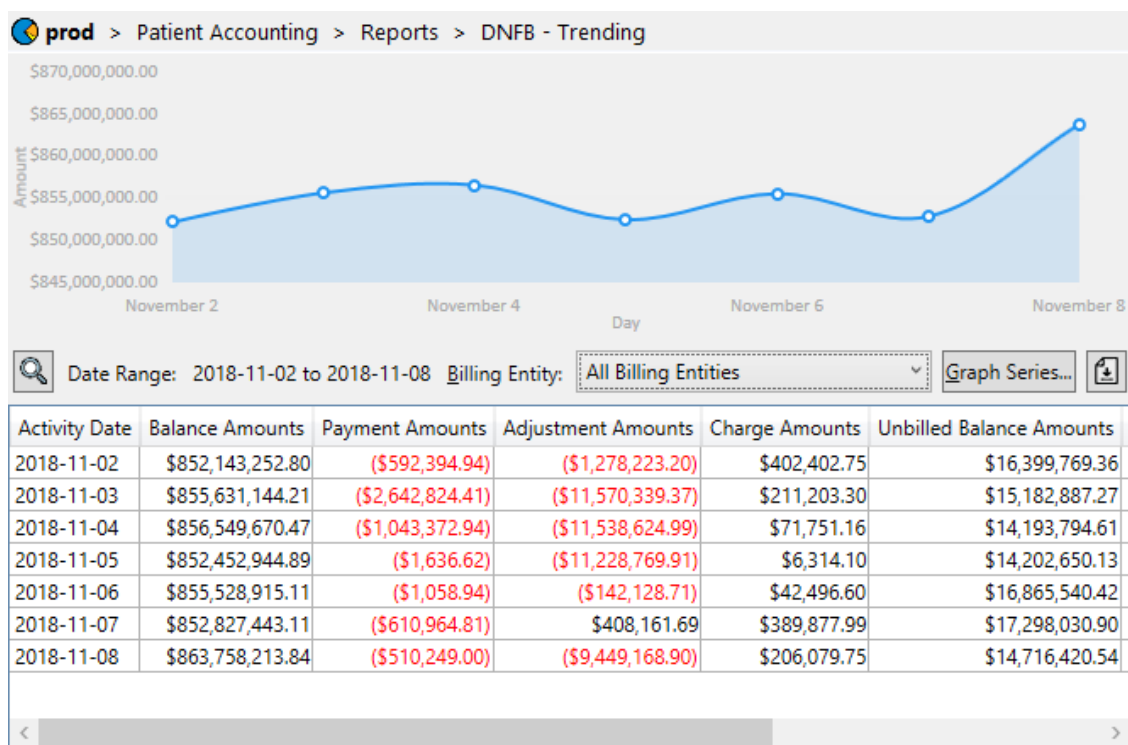 prod > Patient Accounting > Reports > DNFB - Trending
$870,000,000.00
$865,000,000.00
$860,000,000.00
$855,000,000.00
$850,000,000.00
$845,000,000.00
Amount
November 2 November 4 November 6 November 8
Day
Date Range: 2018-11-02 to 2018-11-08 Billing Entity: All Billing Entities Graph Series...
Activity Date Balance Amounts Payment Amounts Adjustment Amounts Charge Amounts Unbilled Balance Amounts
2018-11-02 $852,143,252.80 ($592,394.94) ($1,278,223.20) $402,402.75 $16,399,769.36
2018-11-03 $855,631,144.21 ($2,642,824.41) ($11,570,339.37) $211,203.30 $15,182,887.27
2018-11-04 $856,549,670.47 ($1,043,372.94) ($11,538,624.99) $71,751.16 $14,193,794.61
2018-11-05 $852,452,944.89 ($1,636.62) ($11,228,769.91) $6,314.10 $14,202,650.13
2018-11-06 $855,528,915.11 ($1,058.94) ($142,128.71) $42,496.60 $16,865,540.42
2018-11-07 $852,827,443.11 ($610,964.81) $408,161.69 $389,877.99 $17,298,030.90
2018-11-08 $863,758,213.84 ($510,249.00) ($9,449,168.90) $206,079.75 $14,716,420.54